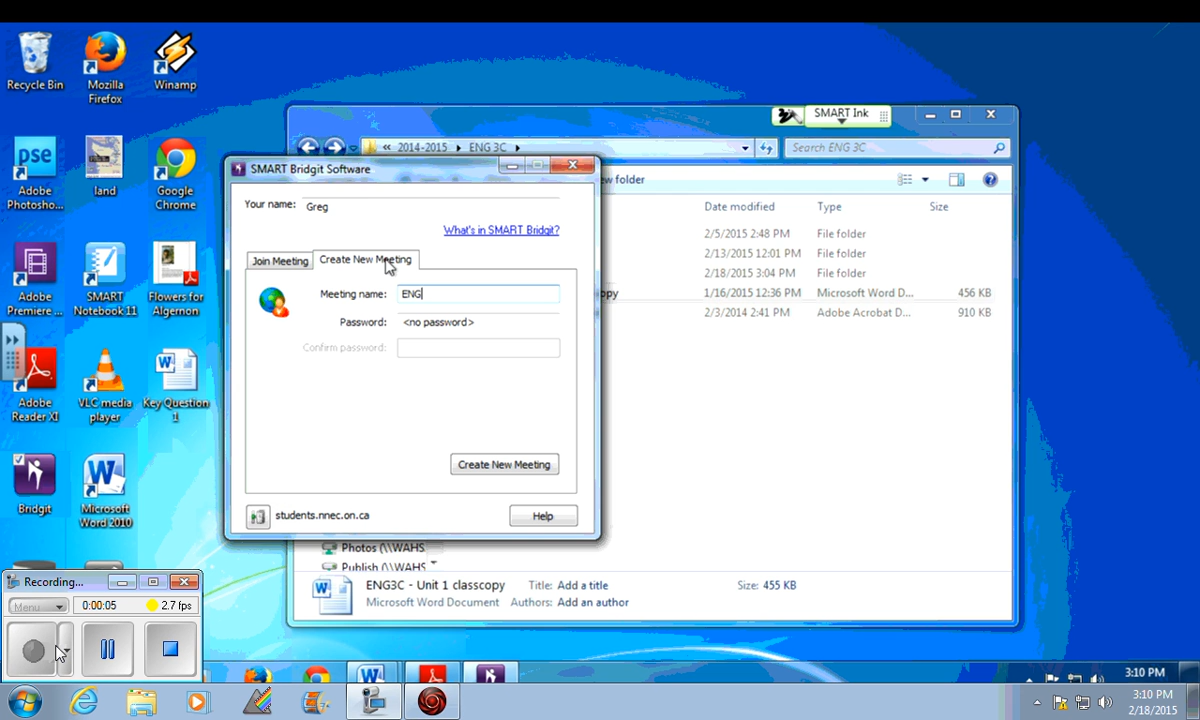 Recycle Bin
Mozilla Firefox
Winamp
SMART Ink
« 2014-2015 ▸ ENG 3C ▸
Search ENG 3C
SMART Bridgit Software
pse
Adobe Photosho...
land
Google Chrome
ew folder
Your name: Greg
What's in SMART Bridgit?
Date modified Type Size
2/5/2015 2:48 PM File folder
2/13/2015 12:01 PM File folder
2/18/2015 3:04 PM File folder
opy 1/16/2015 12:36 PM Microsoft Word D... 456 KB
2/3/2014 2:41 PM Adobe Acrobat D... 910 KB
Join Meeting Create New Meeting
Meeting name: ENG
Password: <no password>
Confirm password:
Create New Meeting
students.nnec.on.ca
Help
Adobe Premiere ...
SMART Notebook 11
Flowers for Algernon
Adobe Reader XI
VLC media player
Key Question 1
Bridgit
Microsoft Word 2010
Photos (\\WAHS
Publish (\\WAHS
ENG3C - Unit 1 classcopy Title: Add a title Size: 455 KB
Microsoft Word Document Authors: Add an author
Recording...
Menu 0:00:05 2.7 fps
3:10 PM
3:10 PM
2/18/2015